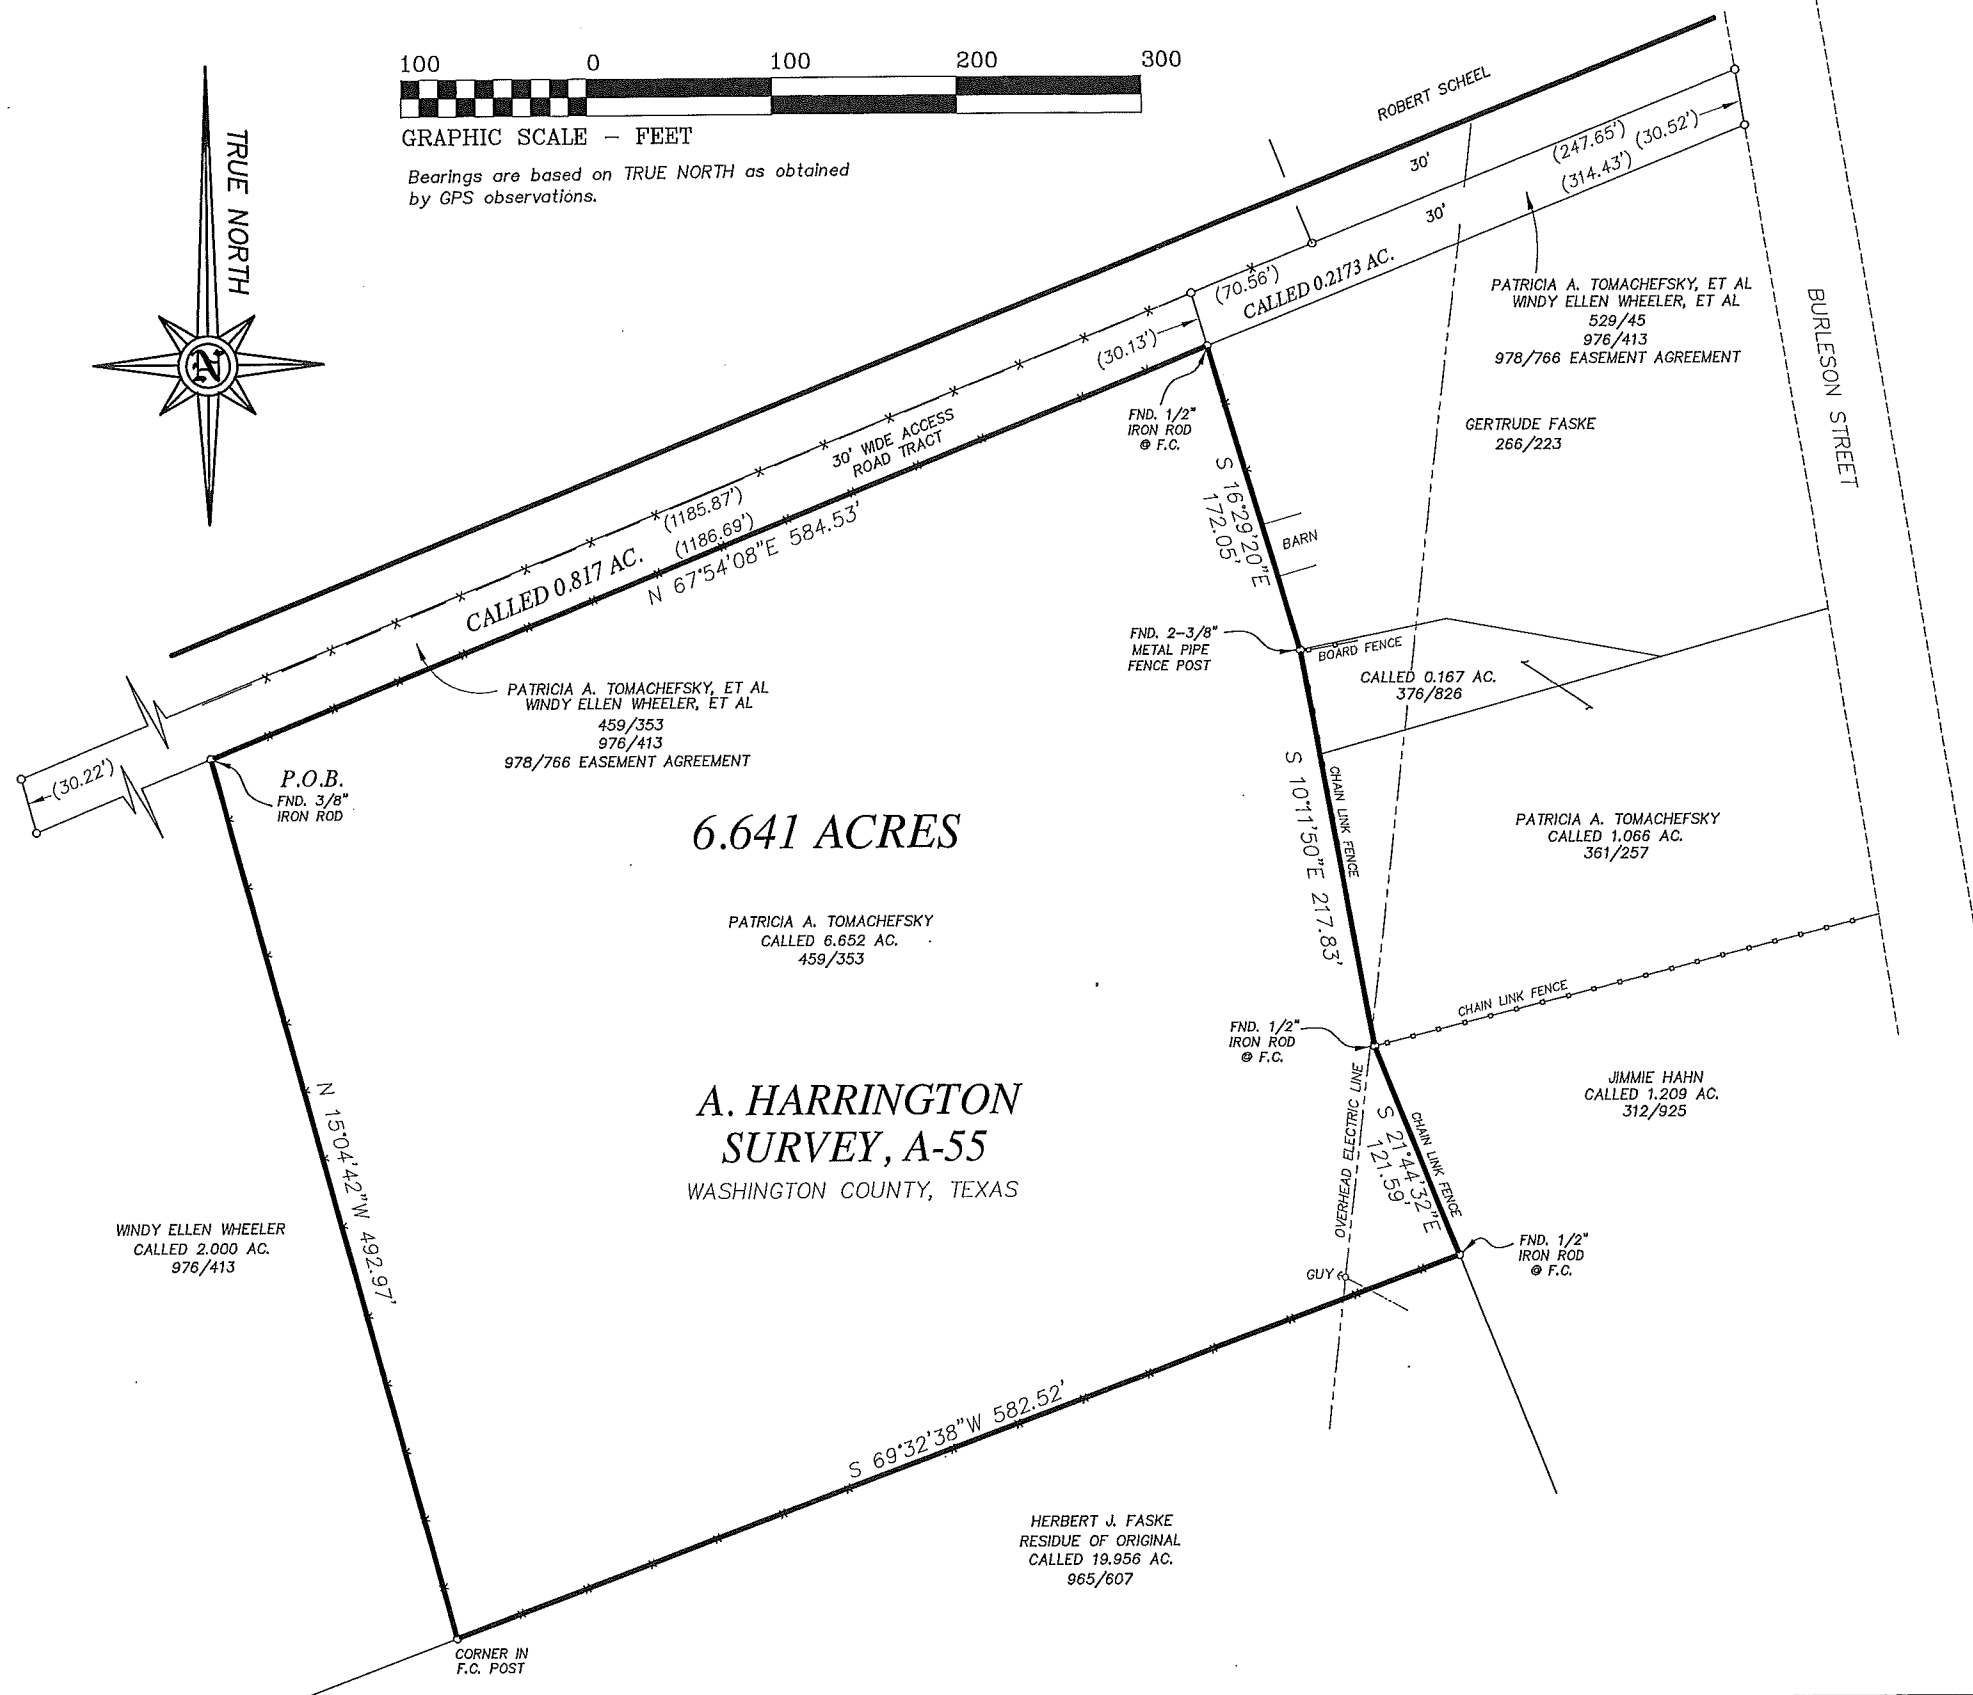 100 0 100 200 300
GRAPHIC SCALE – FEET
Bearings are based on TRUE NORTH as obtained
by GPS observations.
TRUE NORTH
N
ROBERT SCHEEL
30'
(247.65')
(30.52')
(314.43')
30'
(70.56')
CALLED 0.2173 AC.
(30.13')
PATRICIA A. TOMACHEFSKY, ET AL
WINDY ELLEN WHEELER, ET AL
529/45
976/413
978/766 EASEMENT AGREEMENT
BURLESON STREET
GERTRUDE FASKE
266/223
FND. 1/2"
IRON ROD
@ F.C.
30' WIDE ACCESS
ROAD TRACT
(1185.87')
(1186.69')
CALLED 0.817 AC.
N 67°54'08"E 584.53'
S 16°29'20"E
172.05'
BARN
FND. 2-3/8"
METAL PIPE
FENCE POST
BOARD FENCE
CALLED 0.167 AC.
376/826
PATRICIA A. TOMACHEFSKY, ET AL
WINDY ELLEN WHEELER, ET AL
459/353
976/413
978/766 EASEMENT AGREEMENT
(30.22')
P.O.B.
FND. 3/8"
IRON ROD
6.641 ACRES
S 10°11'50"E 217.83'
CHAIN LINK FENCE
PATRICIA A. TOMACHEFSKY
CALLED 1.066 AC.
361/257
PATRICIA A. TOMACHEFSKY
CALLED 6.652 AC.
459/353
CHAIN LINK FENCE
FND. 1/2"
IRON ROD
@ F.C.
A. HARRINGTON
SURVEY, A-55
WASHINGTON COUNTY, TEXAS
OVERHEAD ELECTRIC LINE
S 21°44'32"E
121.59'
CHAIN LINK FENCE
JIMMIE HAHN
CALLED 1.209 AC.
312/925
N 15°04'42"W 492.97'
WINDY ELLEN WHEELER
CALLED 2.000 AC.
976/413
GUY
FND. 1/2"
IRON ROD
@ F.C.
S 69°32'38"W 582.52'
HERBERT J. FASKE
RESIDUE OF ORIGINAL
CALLED 19.956 AC.
965/607
CORNER IN
F.C. POST